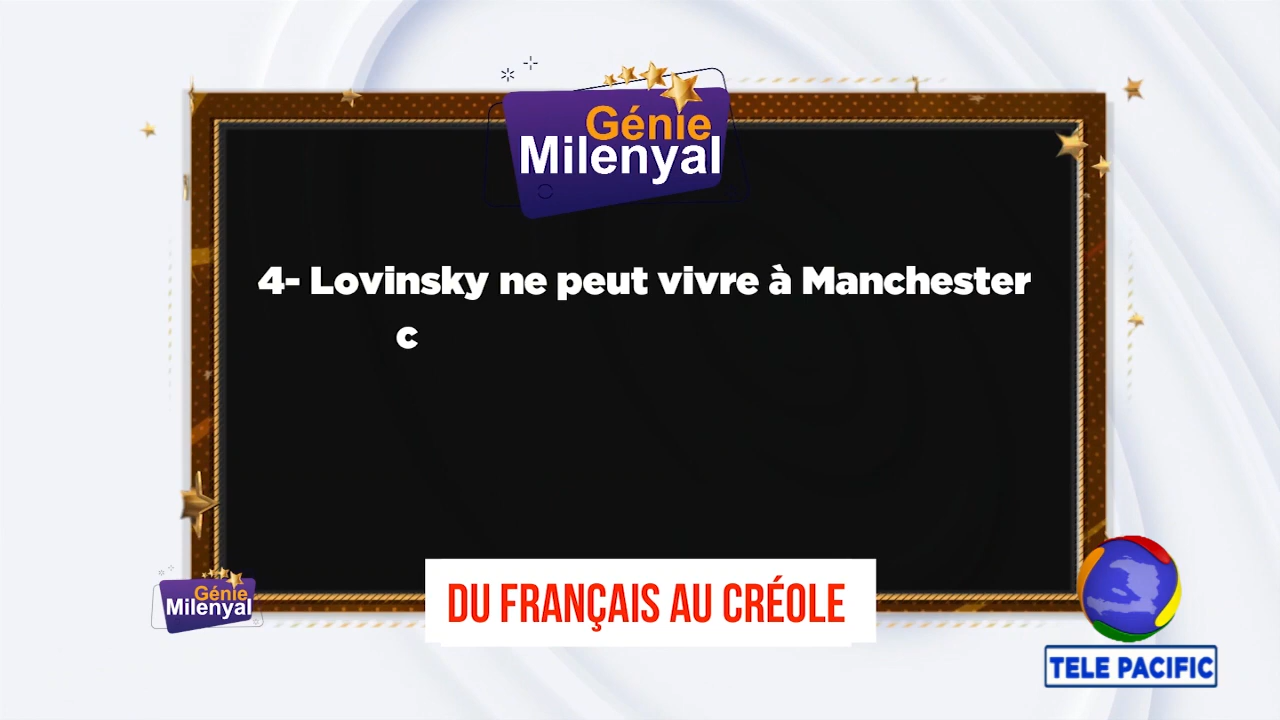 Génie
Milenyal
4- Lovinsky ne peut vivre à Manchester
c
Génie
Milenyal
DU FRANÇAIS AU CRÉOLE
TELE PACIFIC